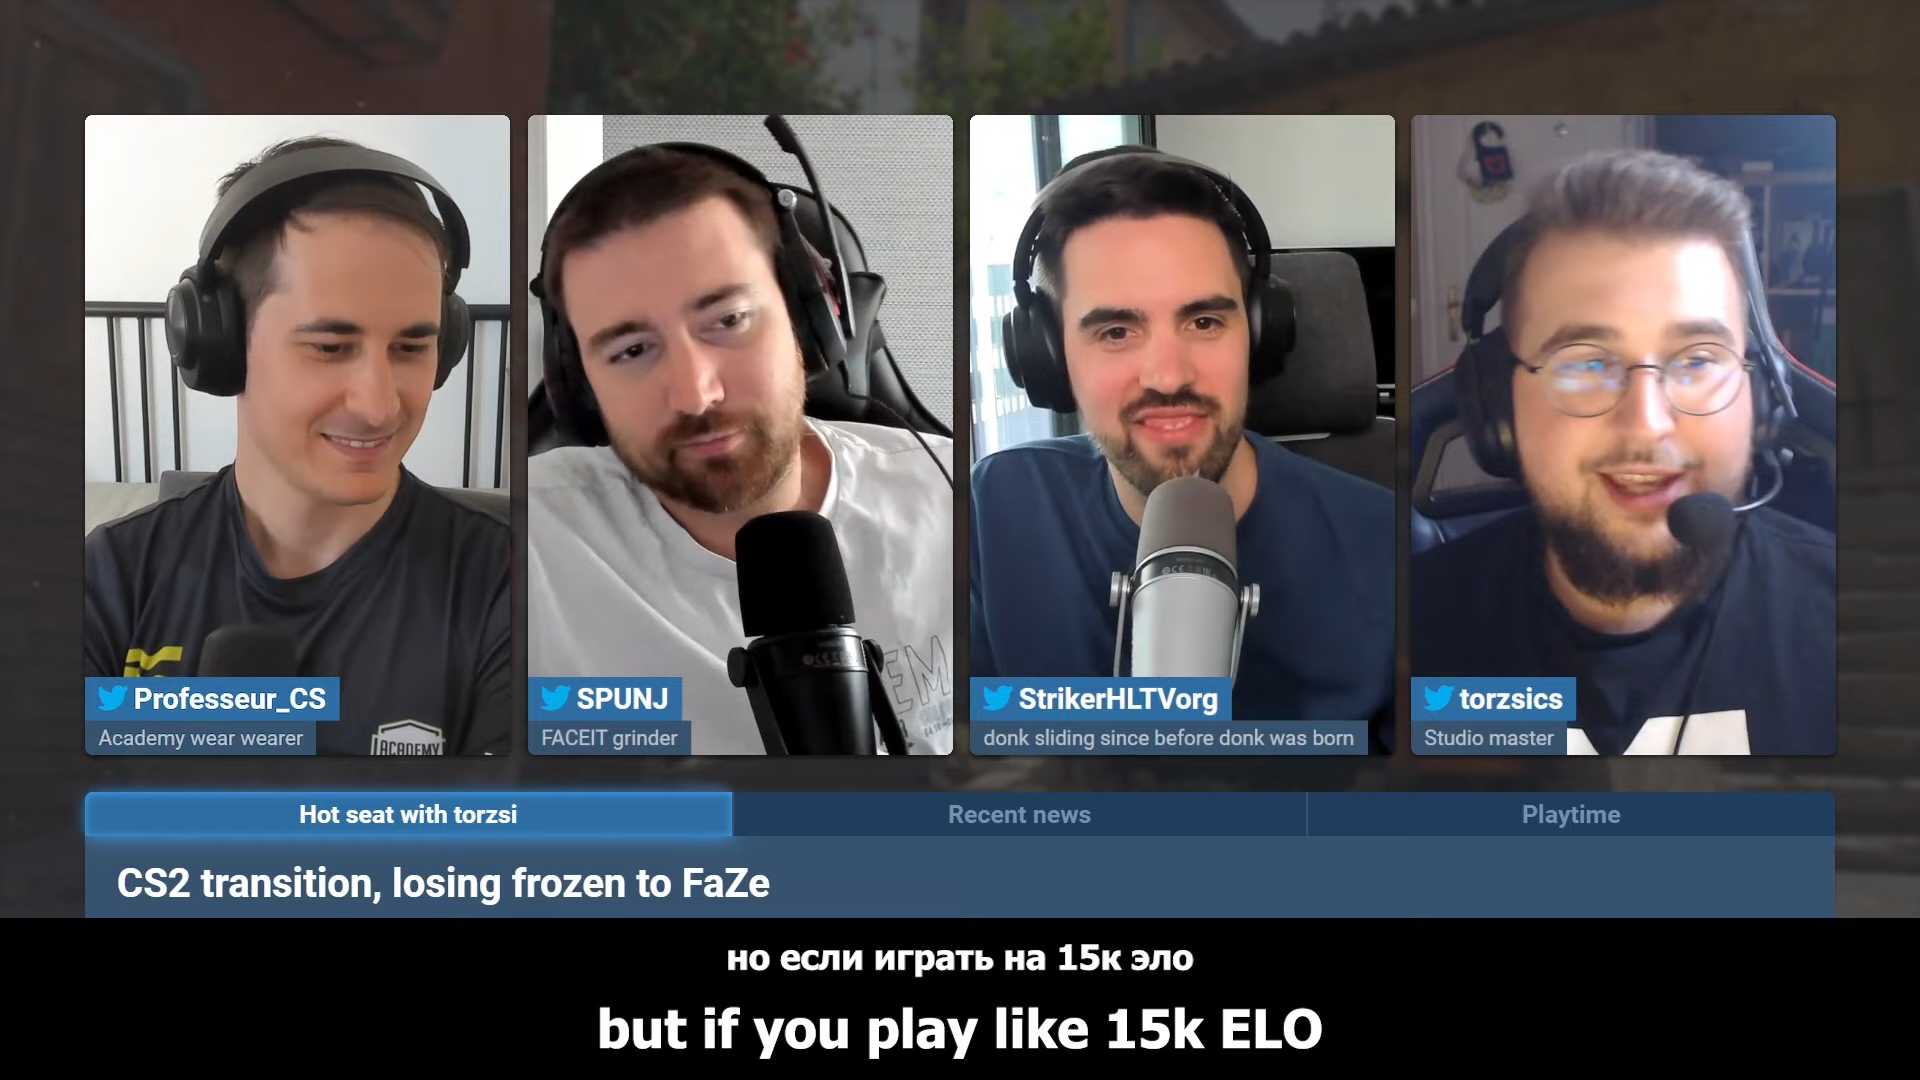 Professeur_CS
Academy wear wearer
SPUNJ
FACEIT grinder
StrikerHLTVorg
donk sliding since before donk was born
torzsics
Studio master
ACADEMY
Hot seat with torzsi
Recent news
Playtime
CS2 transition, losing frozen to FaZe
но если играть на 15к эло
but if you play like 15k ELO